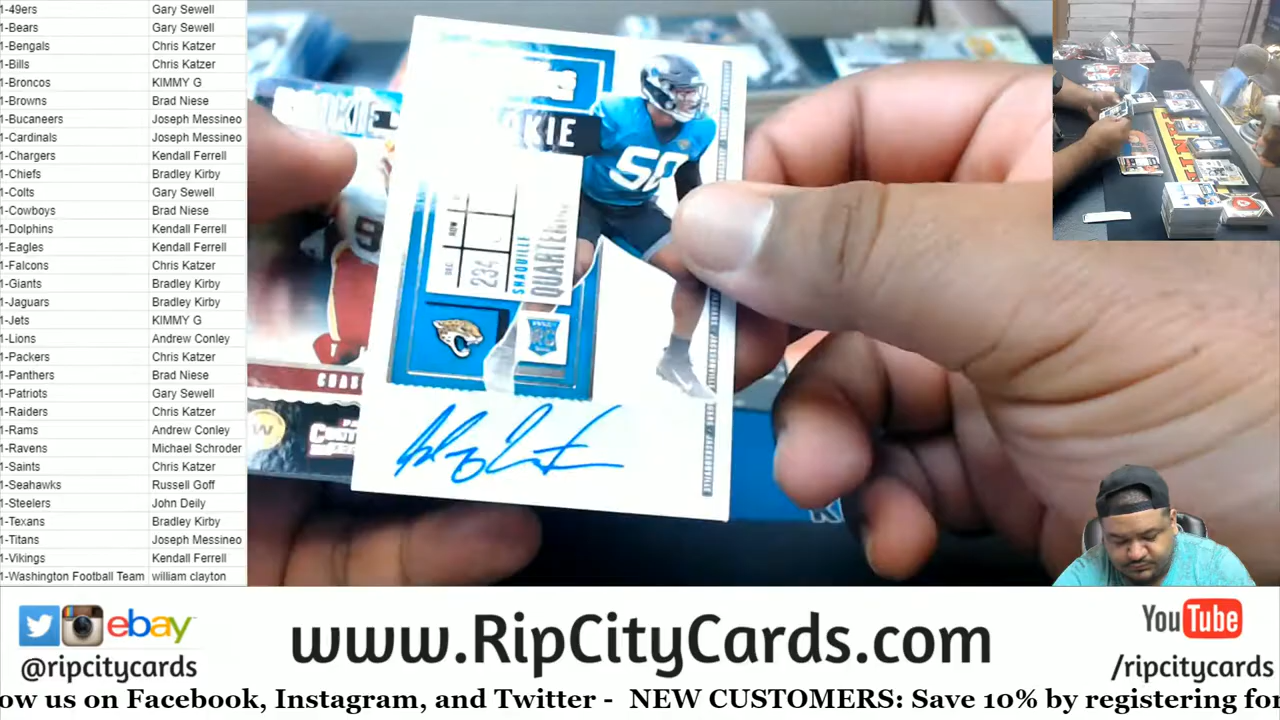 1-49ers Gary Sewell
1-Bears Gary Sewell
1-Bengals Chris Katzer
1-Bills Chris Katzer
1-Broncos KIMMY G
1-Browns Brad Niese
1-Bucaneers Joseph Messineo
1-Cardinals Joseph Messineo
1-Chargers Kendall Ferrell
1-Chiefs Bradley Kirby
1-Colts Gary Sewell
1-Cowboys Brad Niese
1-Dolphins Kendall Ferrell
1-Eagles Kendall Ferrell
1-Falcons Chris Katzer
1-Giants Bradley Kirby
1-Jaguars Bradley Kirby
1-Jets KIMMY G
1-Lions Andrew Conley
1-Packers Chris Katzer
1-Panthers Brad Niese
1-Patriots Gary Sewell
1-Raiders Chris Katzer
1-Rams Andrew Conley
1-Ravens Michael Schroder
1-Saints Chris Katzer
1-Seahawks Russell Goff
1-Steelers John Deily
1-Texans Bradley Kirby
1-Titans Joseph Messineo
1-Vikings Kendall Ferrell
1-Washington Football Team william clayton
50
SEC
ROW
234
SHAQUILLE
QUARTE
RC
9
CHAS
W
ebay
@ripcitycards
www.RipCityCards.com
YouTube
/ripcitycards
ow us on Facebook, Instagram, and Twitter - NEW CUSTOMERS: Save 10% by registering for